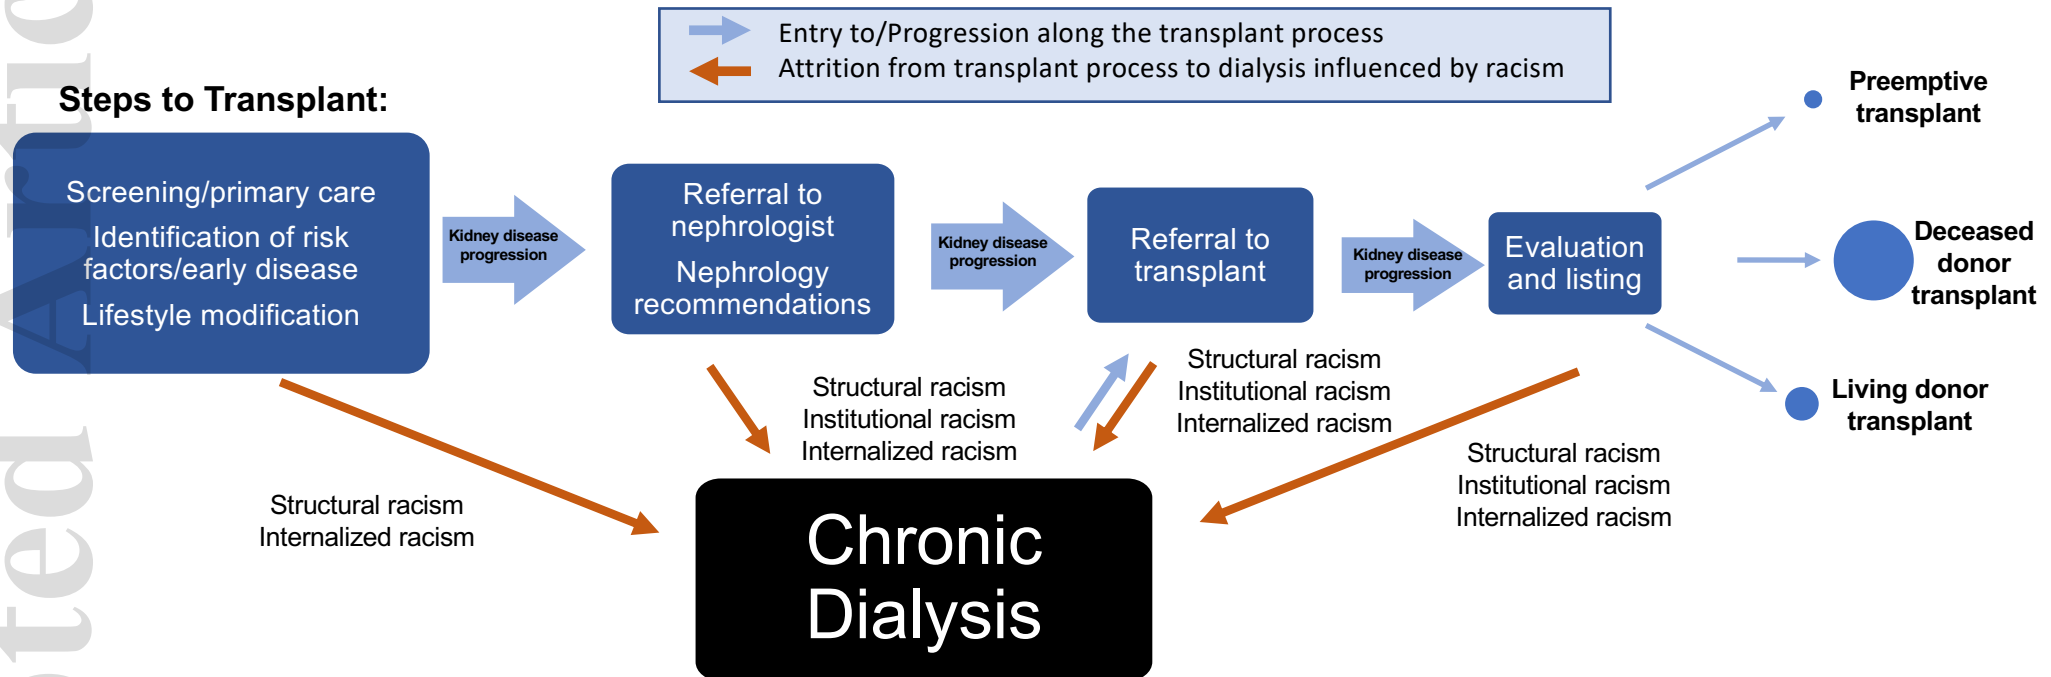 Entry to/Progression along the transplant process
Attrition from transplant process to dialysis influenced by racism
Steps to Transplant:
Screening/primary care
Identification of risk
factors/early disease
Lifestyle modification
Kidney disease
progression
Referral to
nephrologist
Nephrology
recommendations
Kidney disease
progression
Referral to
transplant
Kidney disease
progression
Evaluation
and listing
Preemptive
transplant
Deceased
donor
transplant
Living donor
transplant
Structural racism
Internalized racism
Structural racism
Institutional racism
Internalized racism
Structural racism
Institutional racism
Internalized racism
Structural racism
Institutional racism
Internalized racism
Chronic
Dialysis